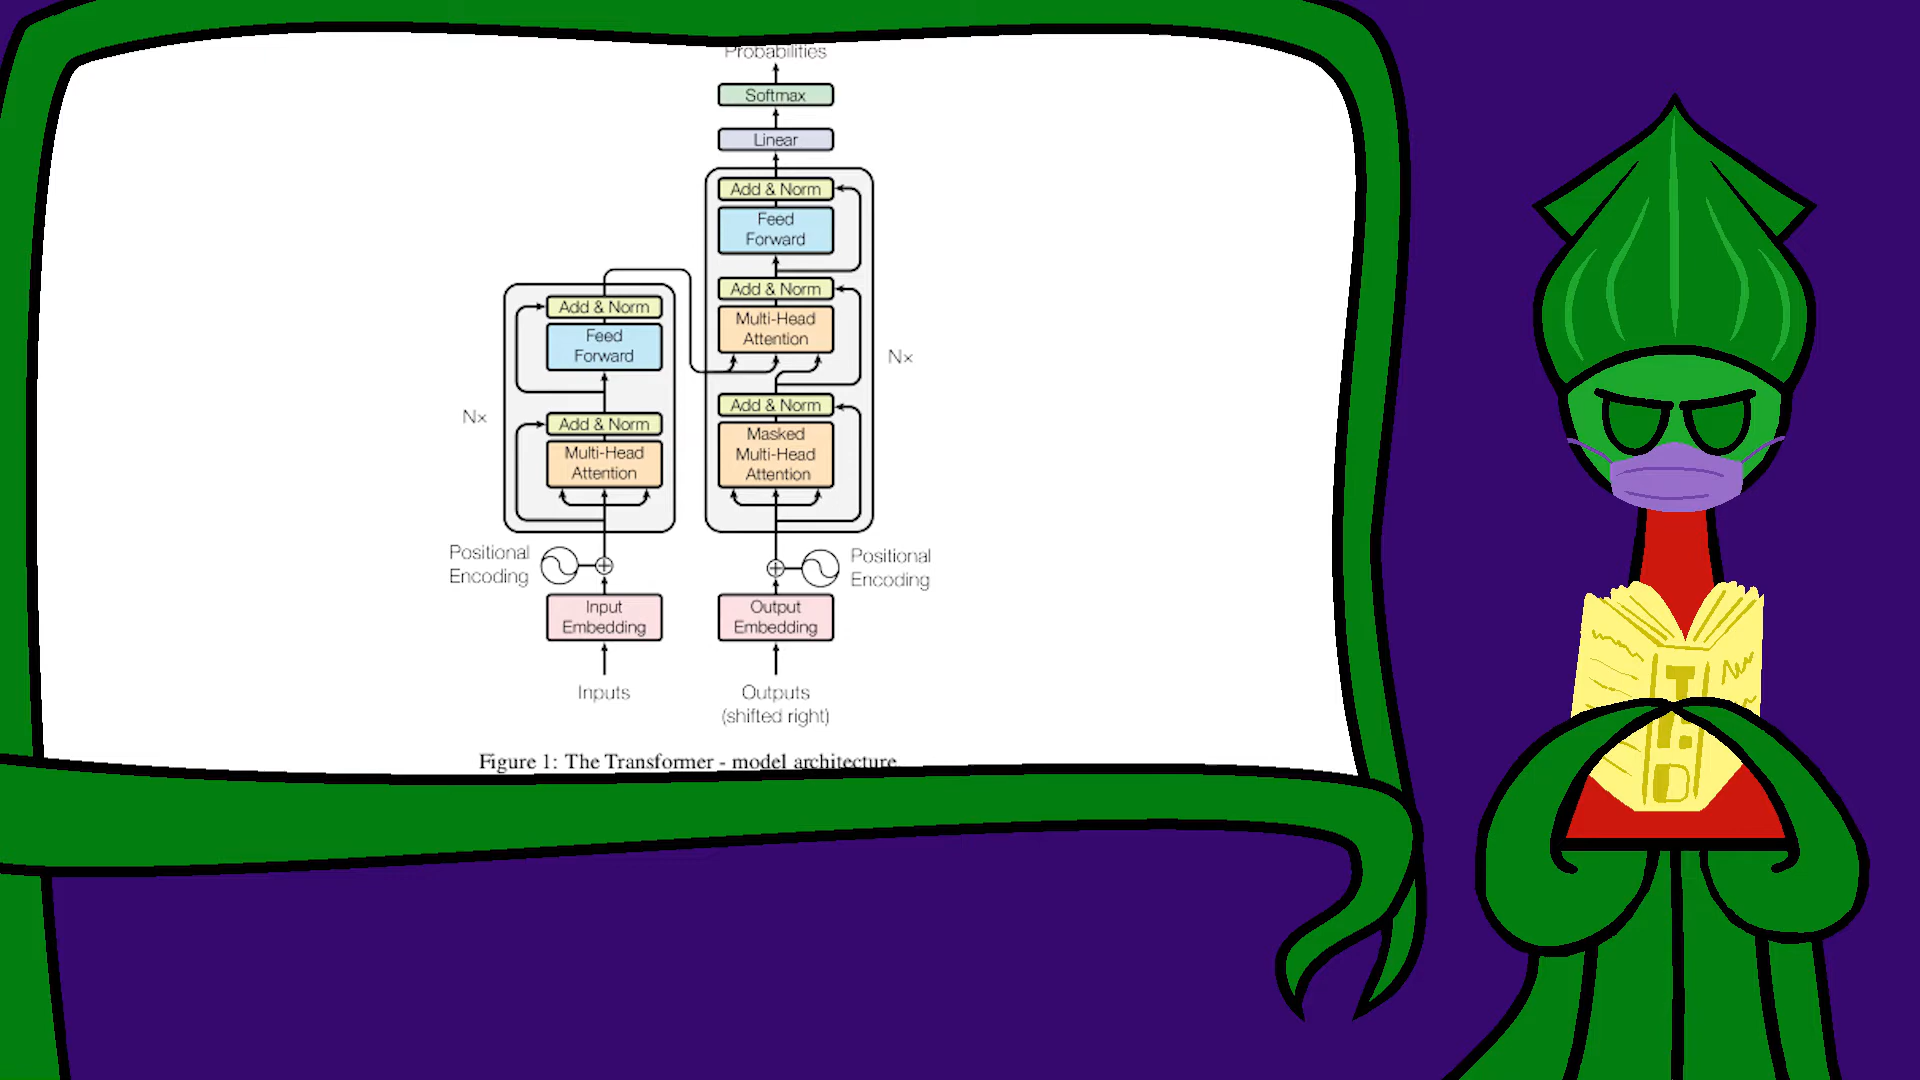 Probabilities
Softmax
Linear
Add & Norm
Feed
Forward
Add & Norm
Multi-Head
Attention
Nx
Add & Norm
Masked
Multi-Head
Attention
Add & Norm
Feed
Forward
Nx
Add & Norm
Multi-Head
Attention
Positional
Encoding
Positional
Encoding
Input
Embedding
Output
Embedding
Inputs
Outputs
(shifted right)
Figure 1: The Transformer - model architecture